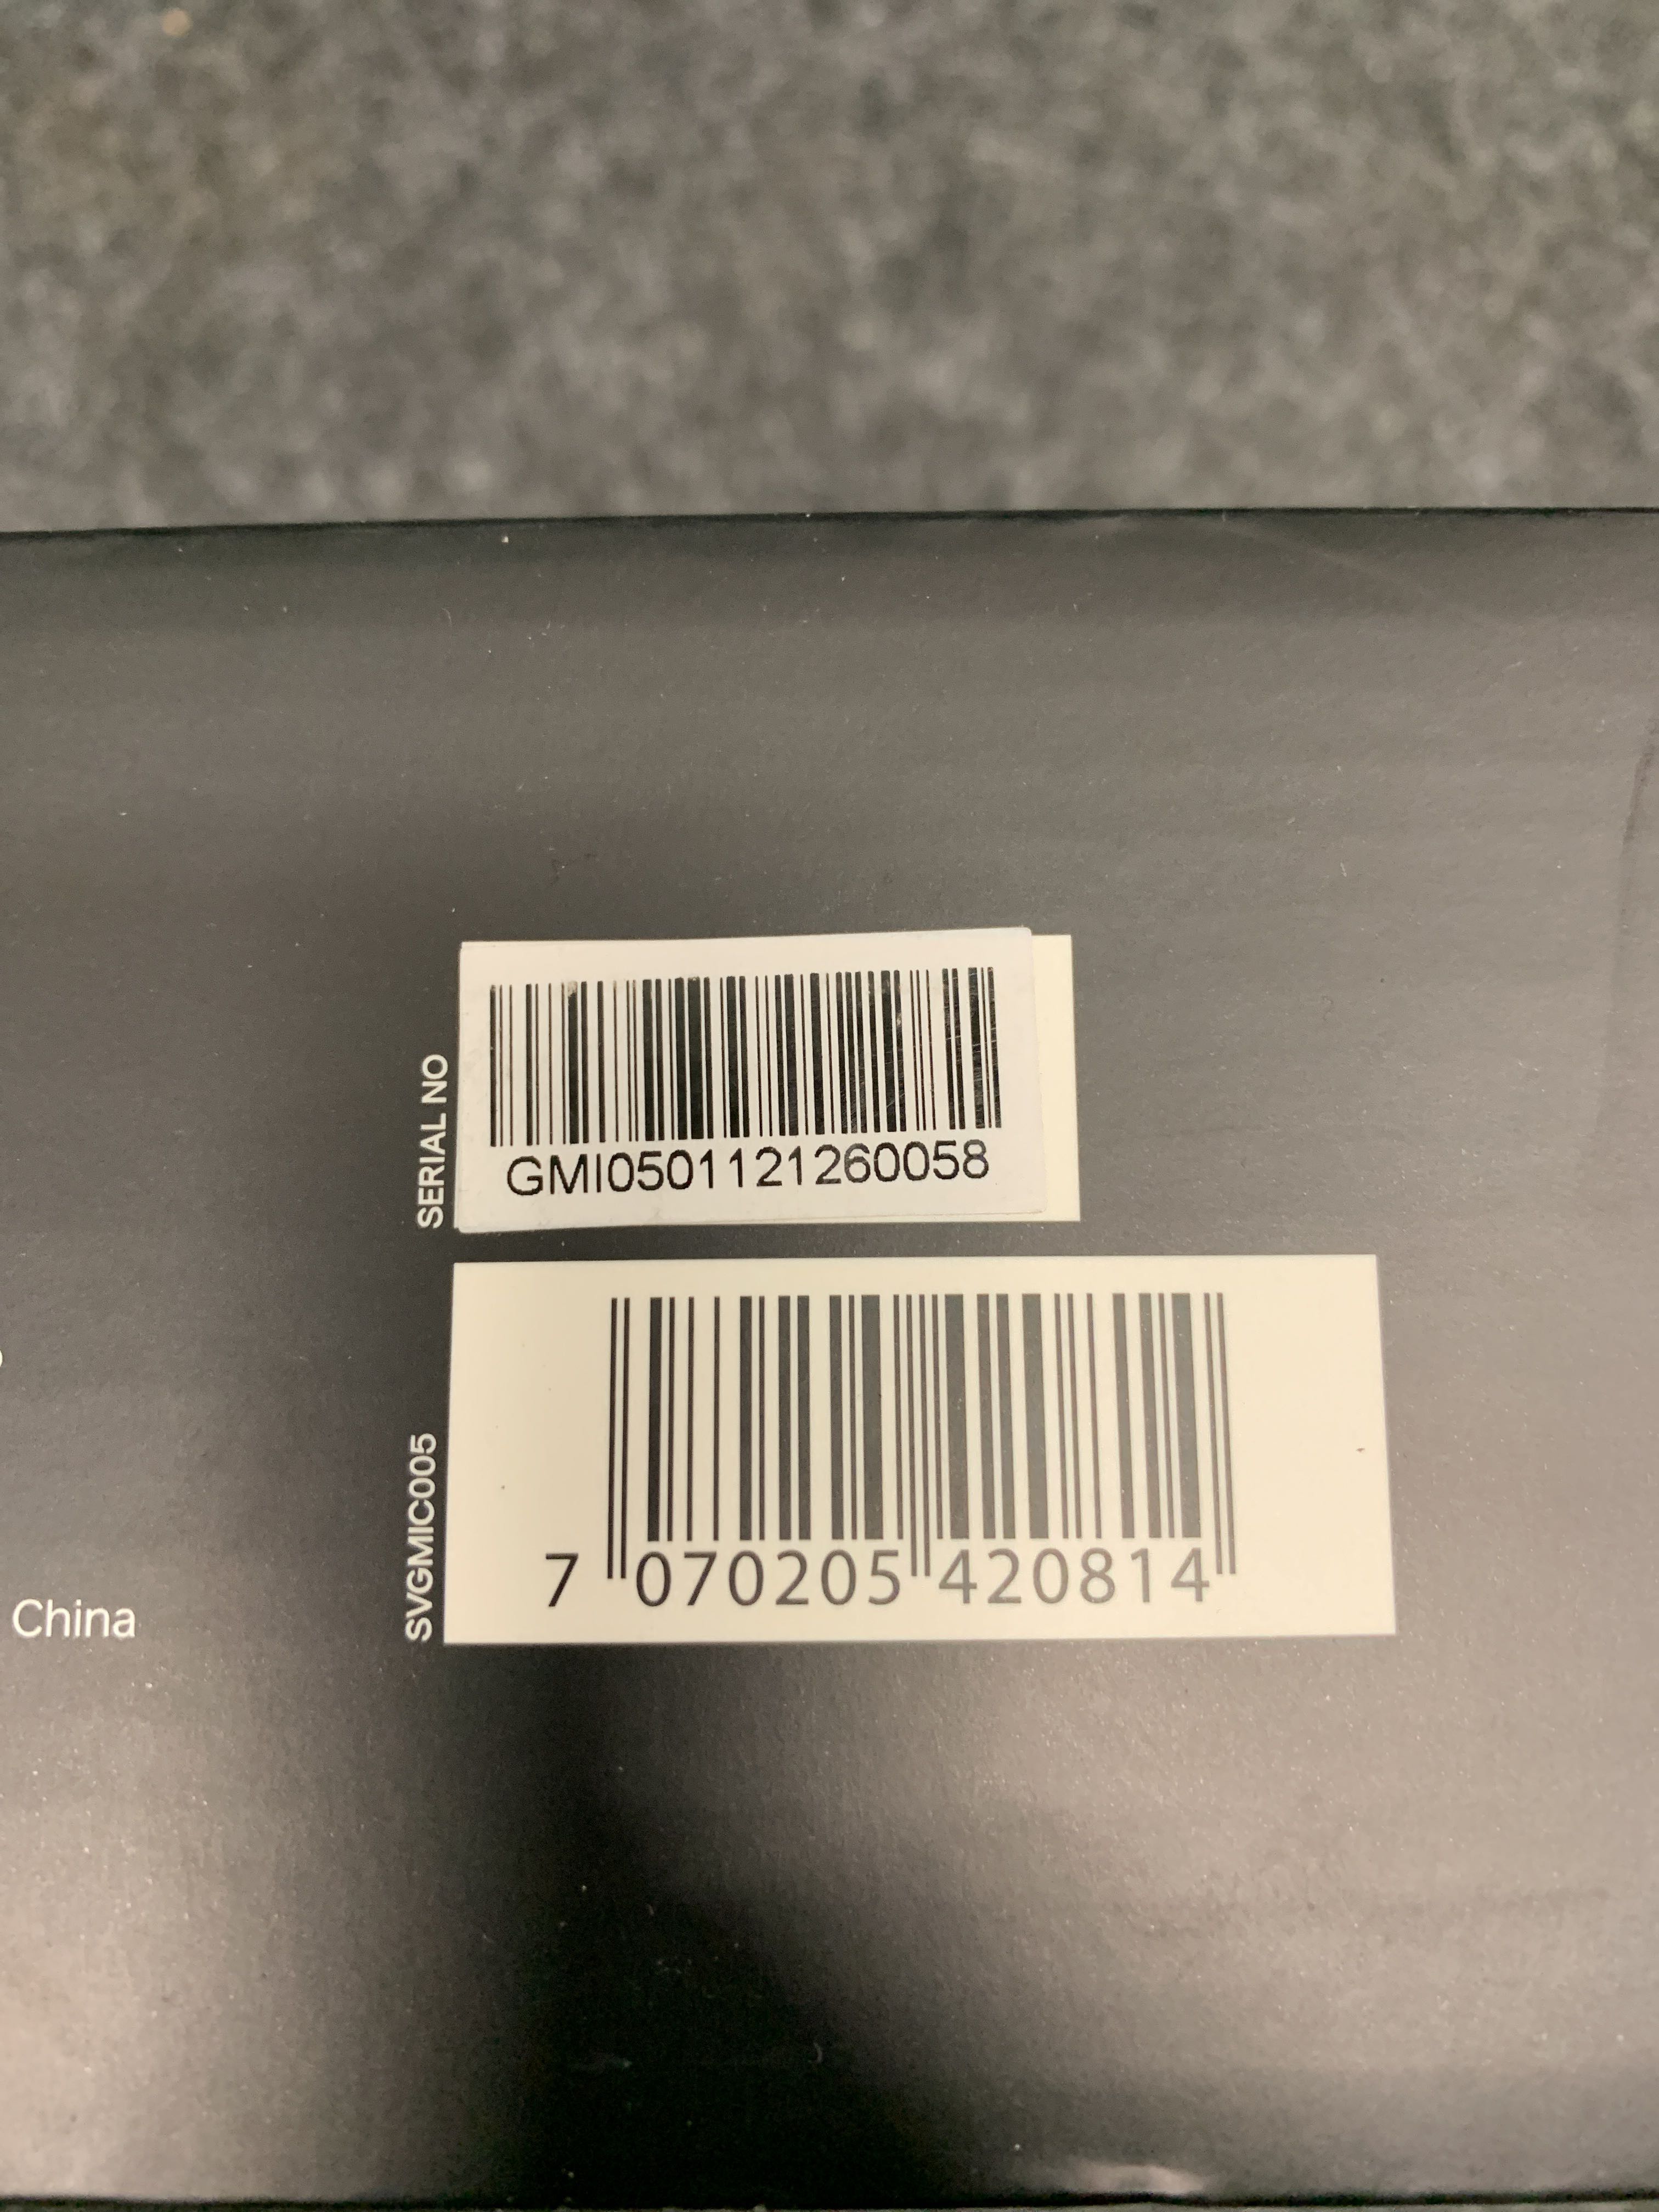 SERIAL NO
GMI0501121260058
SVGMIC005
7 070205 420814
China